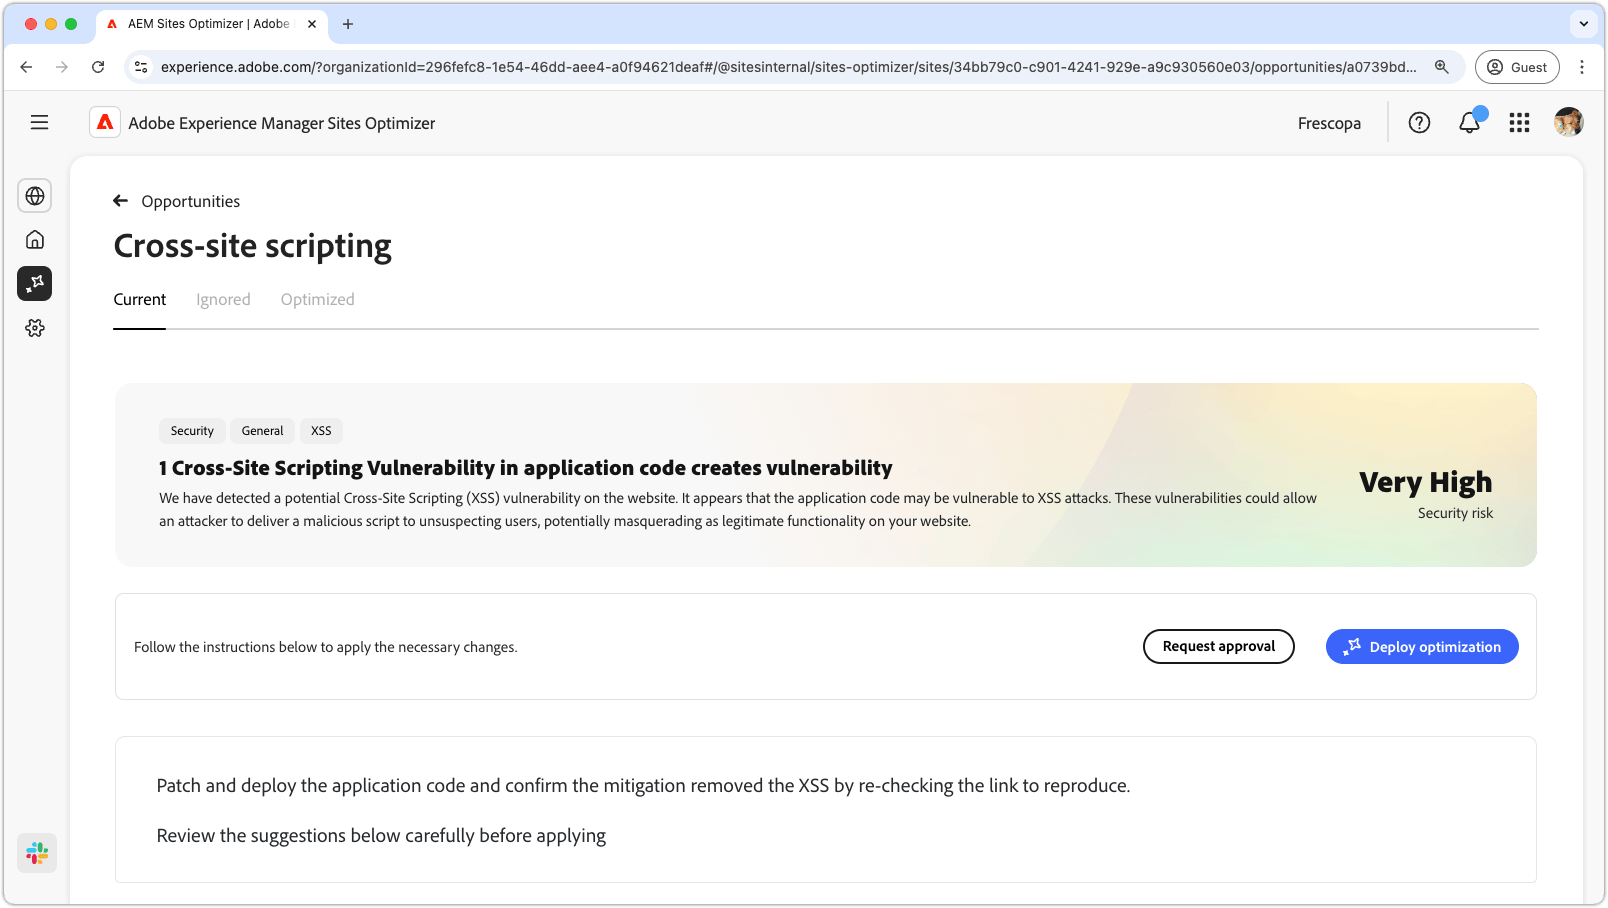 AEM Sites Optimizer | Adobe
experience.adobe.com/?organizationId=296fefc8-1e54-46dd-aee4-a0f94621deaf#/@sitesinternal/sites-optimizer/sites/34bb79c0-c901-4241-929e-a9c930560e03/opportunities/a0739bd...
Guest
Adobe Experience Manager Sites Optimizer
Frescopa
Opportunities
Cross-site scripting
Current Ignored Optimized
Security General XSS
1 Cross-Site Scripting Vulnerability in application code creates vulnerability
We have detected a potential Cross-Site Scripting (XSS) vulnerability on the website. It appears that the application code may be vulnerable to XSS attacks. These vulnerabilities could allow
an attacker to deliver a malicious script to unsuspecting users, potentially masquerading as legitimate functionality on your website.
Very High
Security risk
Follow the instructions below to apply the necessary changes.
Request approval
Deploy optimization
Patch and deploy the application code and confirm the mitigation removed the XSS by re-checking the link to reproduce.
Review the suggestions below carefully before applying